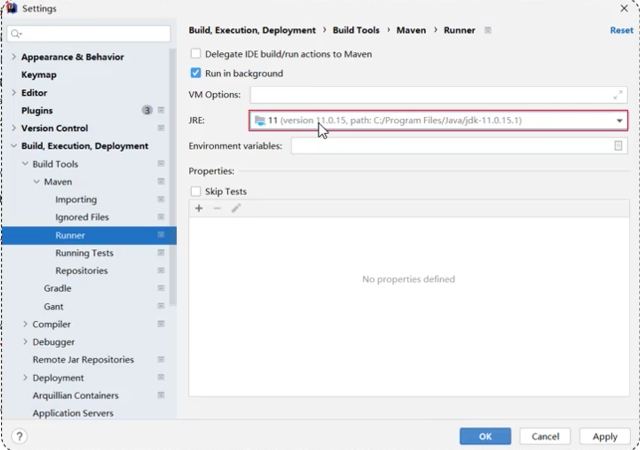 Settings
Build, Execution, Deployment › Build Tools › Maven › Runner
Reset
Appearance & Behavior
Keymap
Editor
Plugins 3
Version Control
Build, Execution, Deployment
Build Tools
Maven
Importing
Ignored Files
Runner
Running Tests
Repositories
Gradle
Gant
Compiler
Debugger
Remote Jar Repositories
Deployment
Arquillian Containers
Application Servers
Delegate IDE build/run actions to Maven
Run in background
VM Options:
JRE: 11 (version 11.0.15, path: C:/Program Files/Java/jdk-11.0.15.1)
Environment variables:
Properties:
Skip Tests
No properties defined
?
OK
Cancel
Apply